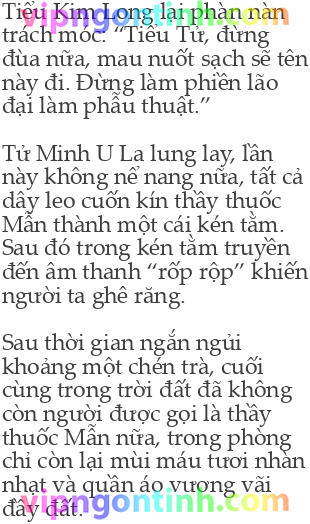 Tiểu Kim Long lại phàn nàn
trách móc: “Tiểu Tử, đừng
đùa nữa, mau nuốt sạch sẽ tên
này đi. Đừng làm phiền lão
đại làm phẫu thuật.”

Tử Minh U La lung lay, lần
này không nể nang nữa, tất cả
dây leo cuốn kín thầy thuốc
Mẫn thành một cái kén tằm.
Sau đó trong kén tằm truyền
đến âm thanh “rốp rộp” khiến
người ta ghê răng.

Sau thời gian ngắn ngủi
khoảng một chén trà, cuối
cùng trong trời đất đã không
còn người được gọi là thầy
thuốc Mẫn nữa, trong phòng
chỉ còn lại mùi máu tươi nhàn
nhạt và quần áo vương vãi
đầy đất.
vipngontinh.com
vipngontinh.com